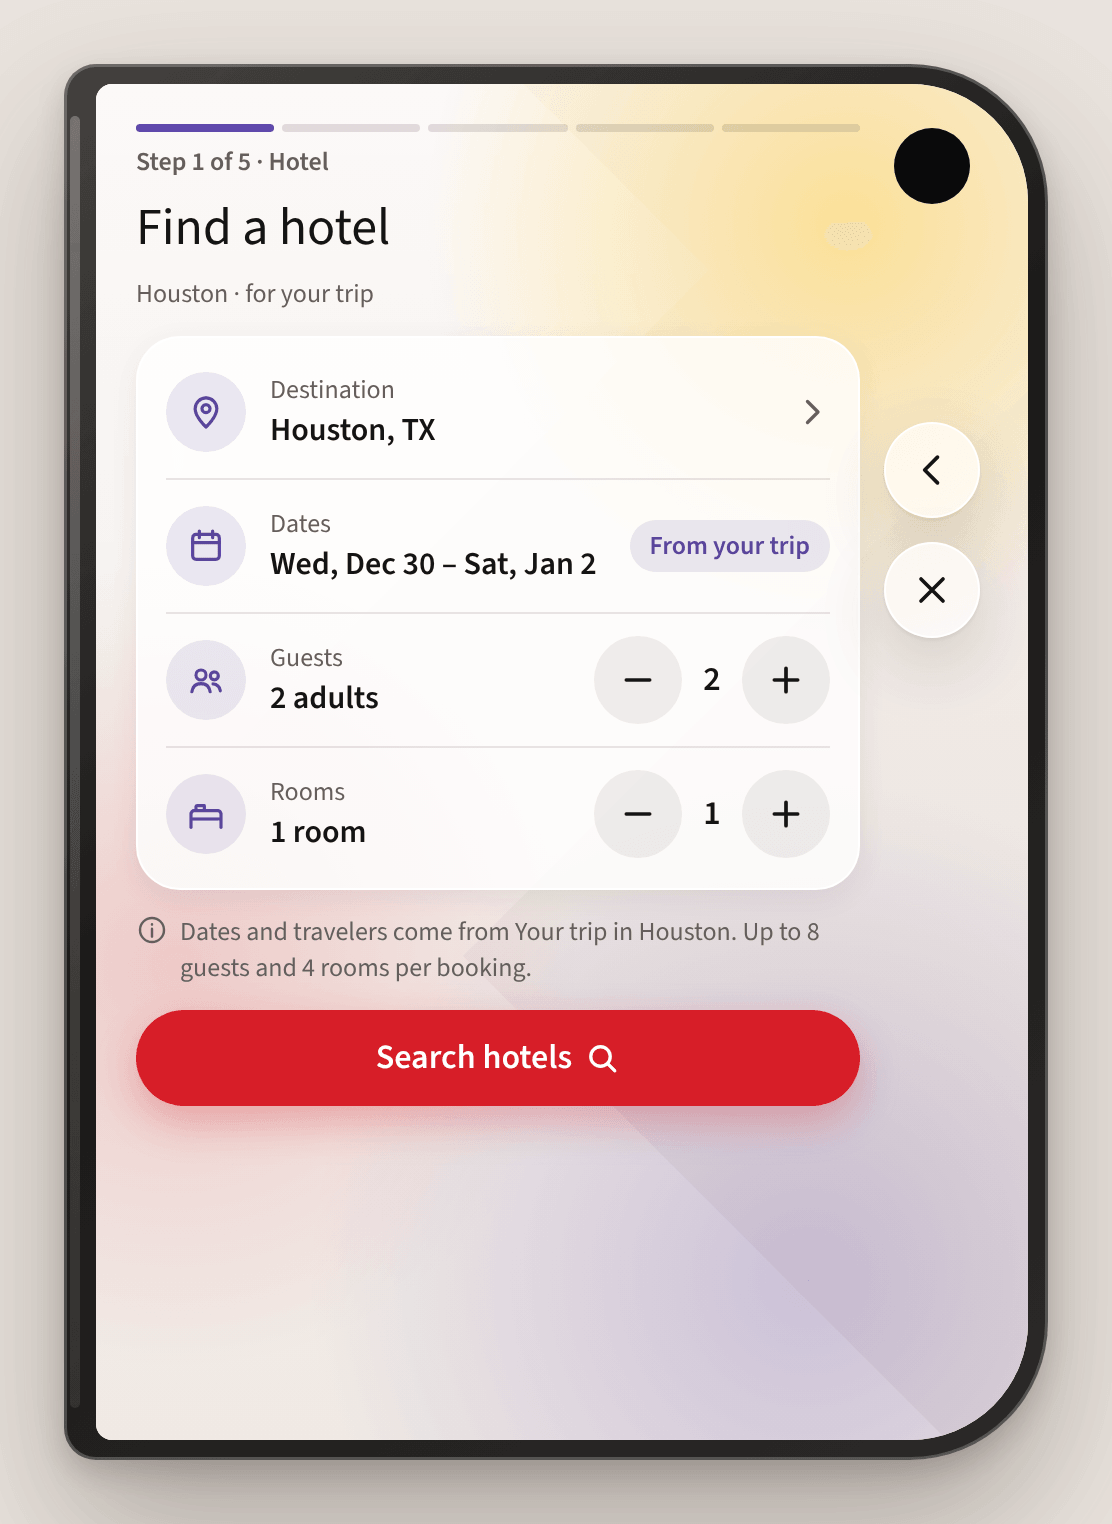 Step 1 of 5 · Hotel
Find a hotel
Houston · for your trip
Destination
Houston, TX
Dates
Wed, Dec 30 – Sat, Jan 2
From your trip
Guests
2 adults
2
Rooms
1 room
1
Dates and travelers come from Your trip in Houston. Up to 8
guests and 4 rooms per booking.
Search hotels